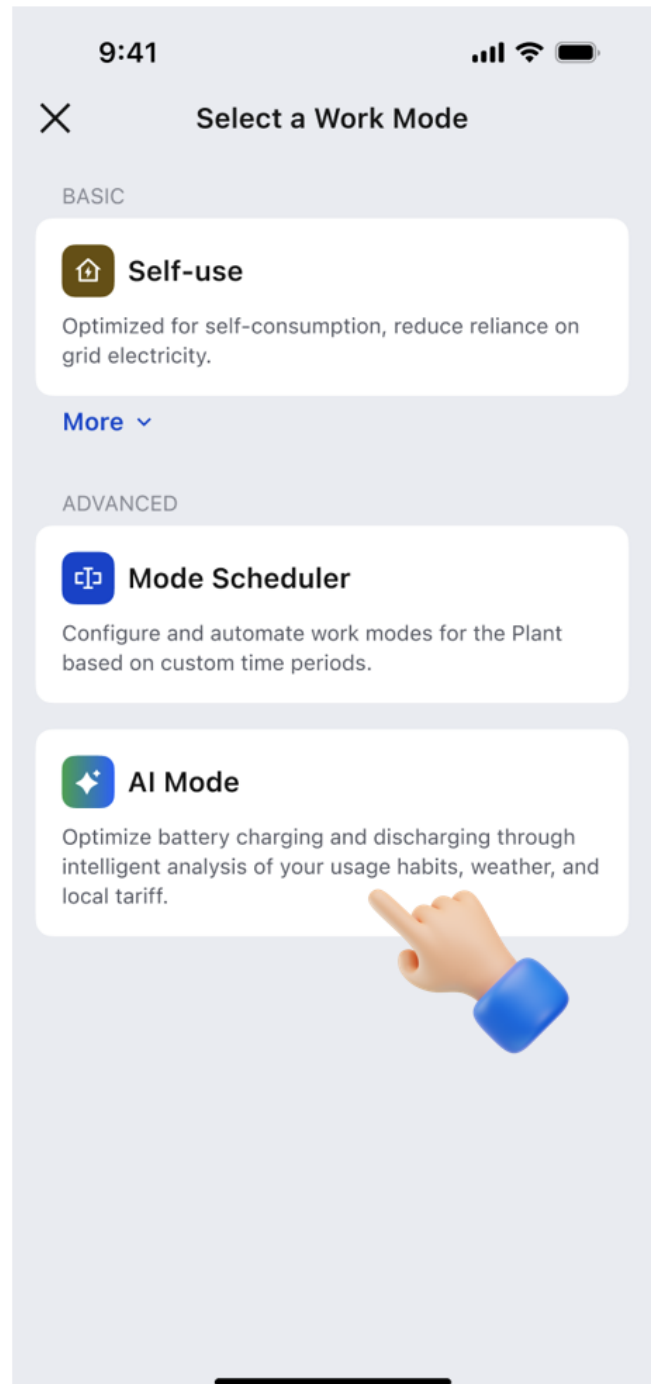 9:41
Select a Work Mode
BASIC
Self-use
Optimized for self-consumption, reduce reliance on
grid electricity.
More
ADVANCED
Mode Scheduler
Configure and automate work modes for the Plant
based on custom time periods.
AI Mode
Optimize battery charging and discharging through
intelligent analysis of your usage habits, weather, and
local tariff.